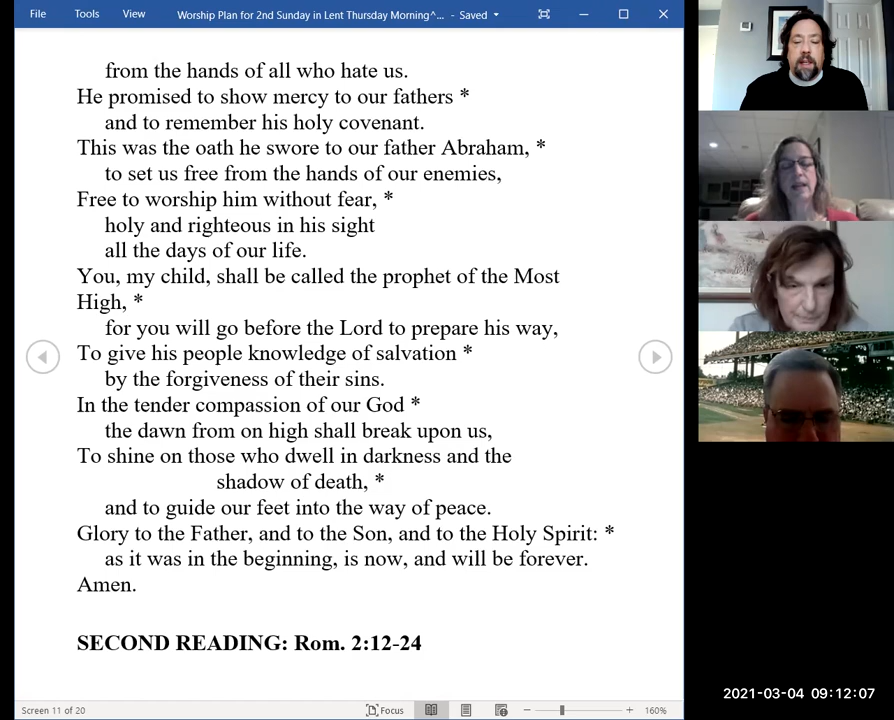 File Tools View Worship Plan for 2nd Sunday in Lent Thursday Morning^... - Saved
from the hands of all who hate us.
He promised to show mercy to our fathers *
and to remember his holy covenant.
This was the oath he swore to our father Abraham, *
to set us free from the hands of our enemies,
Free to worship him without fear, *
holy and righteous in his sight
all the days of our life.
You, my child, shall be called the prophet of the Most
High, *
for you will go before the Lord to prepare his way,
To give his people knowledge of salvation *
by the forgiveness of their sins.
In the tender compassion of our God *
the dawn from on high shall break upon us,
To shine on those who dwell in darkness and the
shadow of death, *
and to guide our feet into the way of peace.
Glory to the Father, and to the Son, and to the Holy Spirit: *
as it was in the beginning, is now, and will be forever.
Amen.
SECOND READING: Rom. 2:12-24
Screen 11 of 20 Focus 160%
2021-03-04 09:12:07